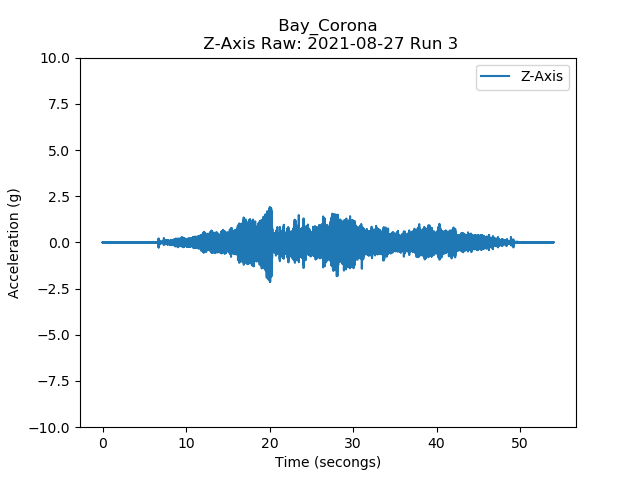 Bay_Corona
Z-Axis Raw: 2021-08-27 Run 3
Z-Axis
Acceleration (g)
10.0
7.5
5.0
2.5
0.0
−2.5
−5.0
−7.5
−10.0
0 10 20 30 40 50
Time (secongs)